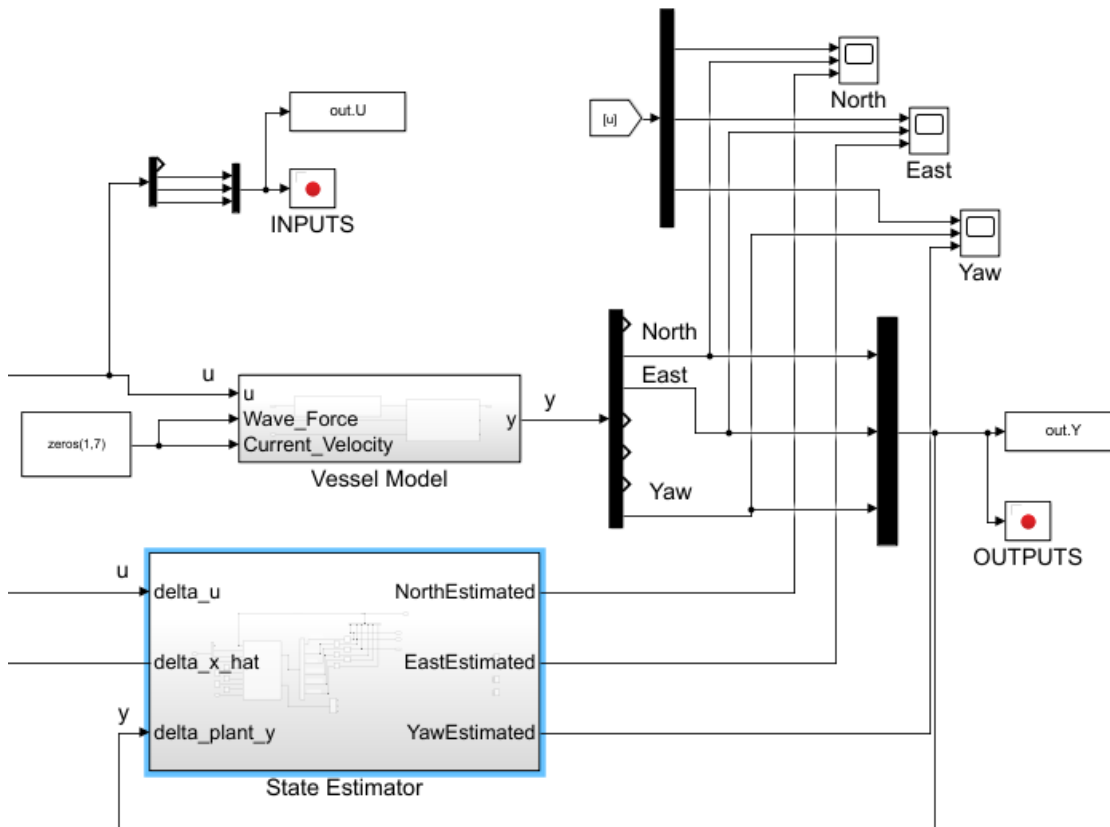 out.U
INPUTS
[u]
North
East
Yaw
u
zeros(1,7)
u
Wave_Force
Current_Velocity
y
Vessel Model
y
North
East
Yaw
out.Y
OUTPUTS
u
delta_u
delta_x_hat
y
delta_plant_y
NorthEstimated
EastEstimated
YawEstimated
State Estimator